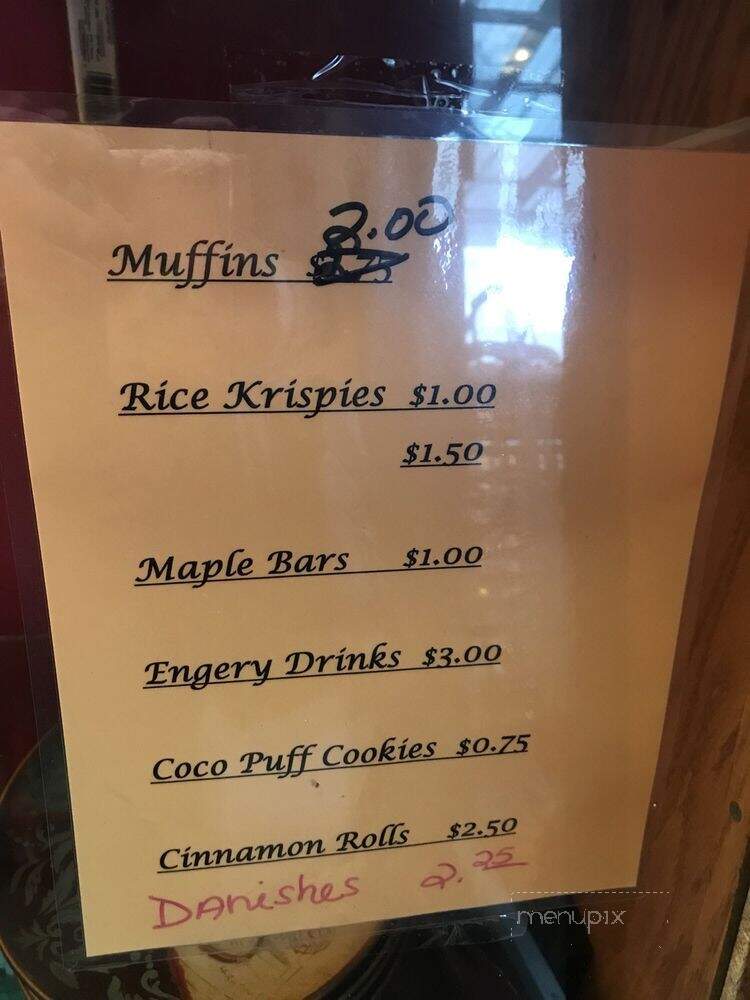 2.00
Muffins
Rice Krispies $1.00
$1.50
Maple Bars $1.00
Engery Drinks $3.00
Coco Puff Cookies $0.75
Cinnamon Rolls $2.50
DAnishes 2.25
menupix